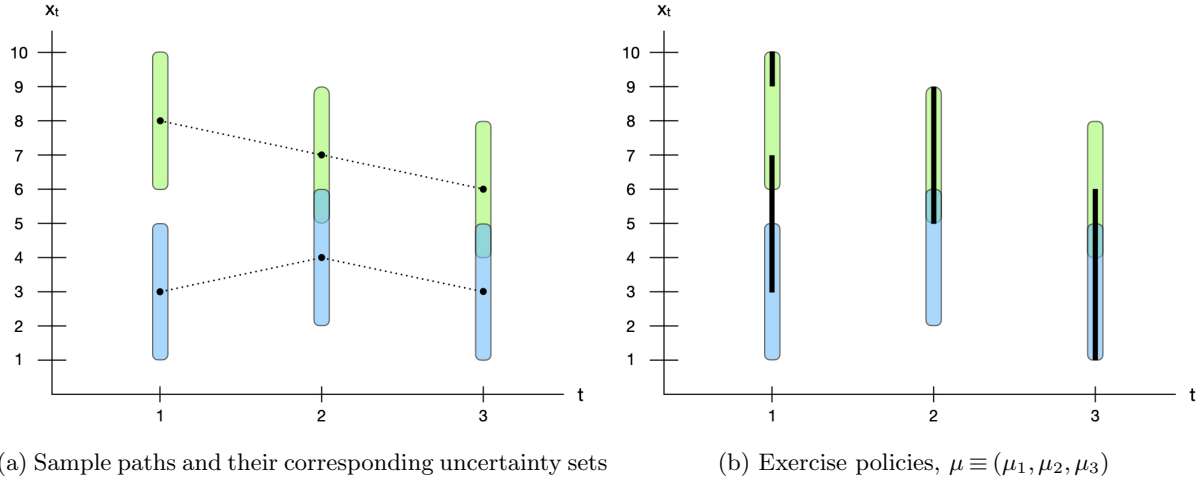 xₜ
10
9
8
7
6
5
4
3
2
1
1 2 3
t
xₜ
10
9
8
7
6
5
4
3
2
1
1 2 3
t
(a) Sample paths and their corresponding uncertainty sets
(b) Exercise policies, μ ≡ (μ₁, μ₂, μ₃)